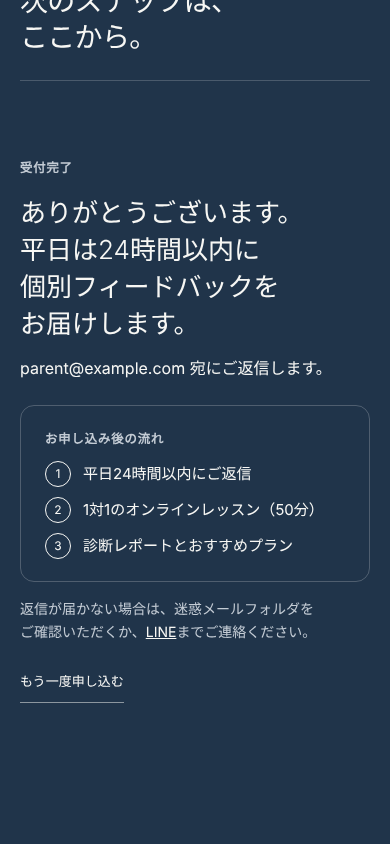 次のステップは、
ここから。
受付完了
ありがとうございます。
平日は24時間以内に
個別フィードバックを
お届けします。
parent@example.com 宛にご返信します。
お申し込み後の流れ
1 平日24時間以内にご返信
2 1対1のオンラインレッスン（50分）
3 診断レポートとおすすめプラン
返信が届かない場合は、迷惑メールフォルダを
ご確認いただくか、LINEまでご連絡ください。
もう一度申し込む